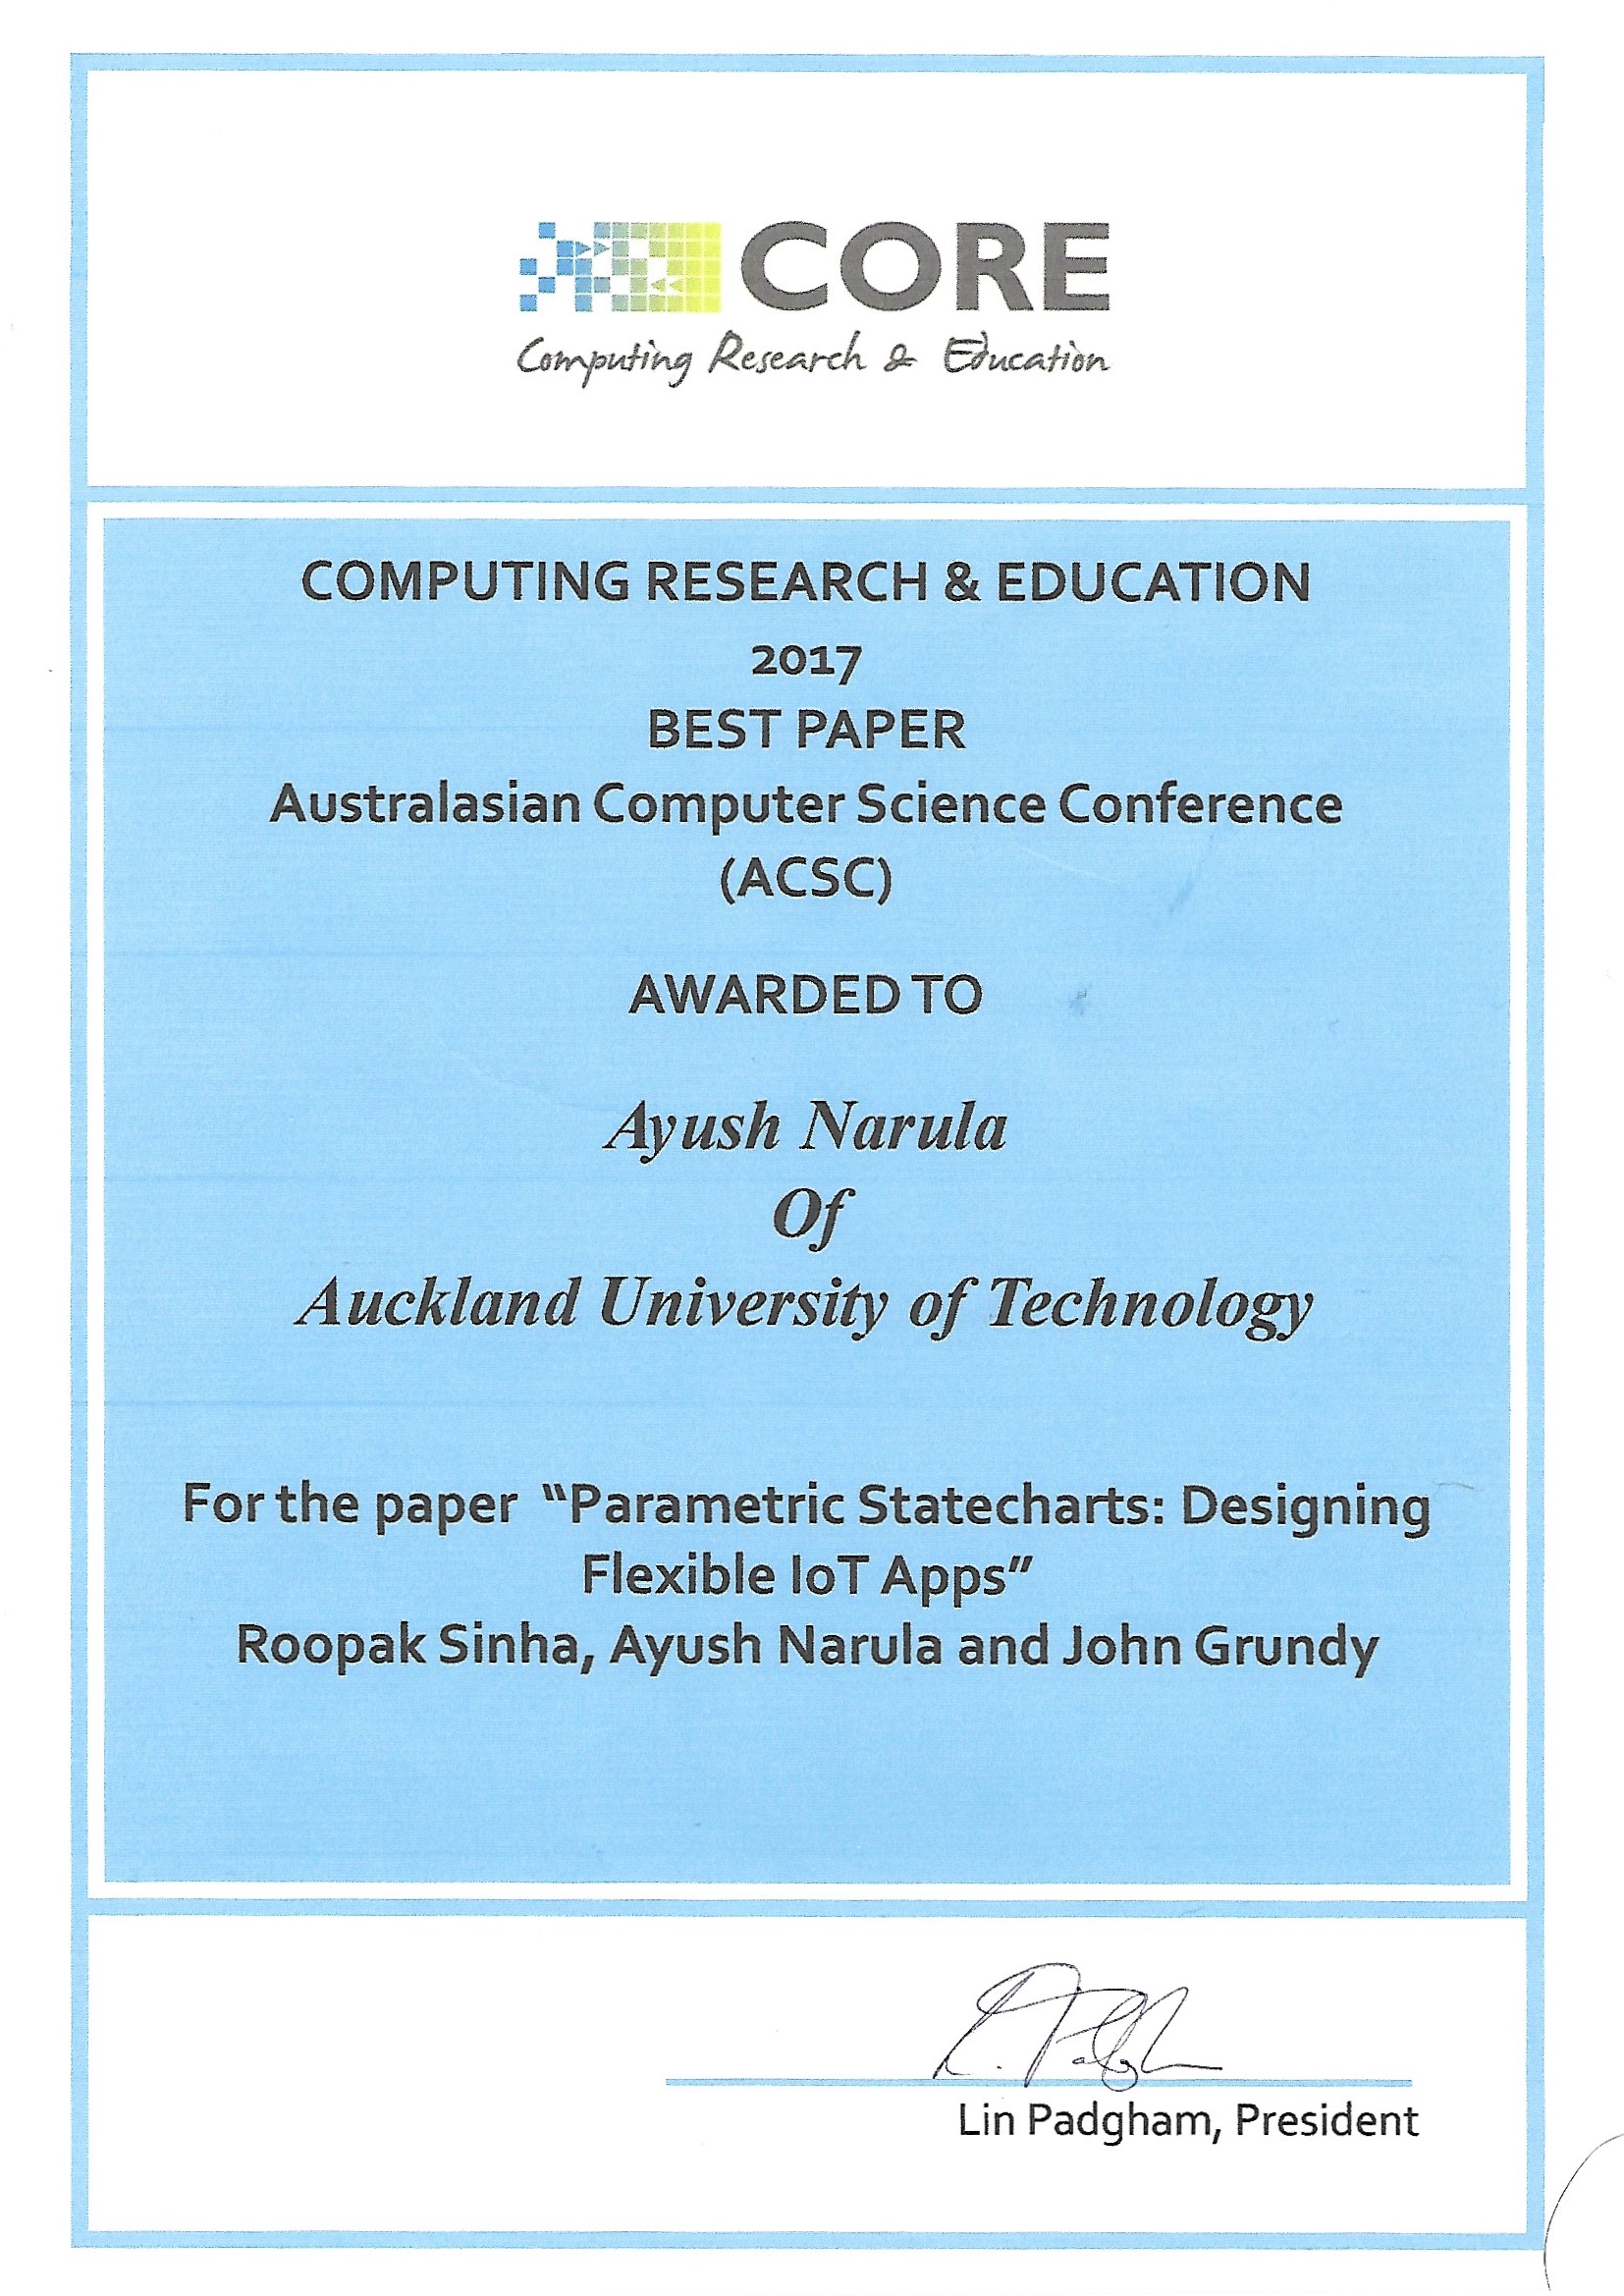 CORE
Computing Research & Education
COMPUTING RESEARCH & EDUCATION
2017
BEST PAPER
Australasian Computer Science Conference
(ACSC)
AWARDED TO
Ayush Narula
Of
Auckland University of Technology
For the paper “Parametric Statecharts: Designing
Flexible IoT Apps”
Roopak Sinha, Ayush Narula and John Grundy
Lin Padgham, President